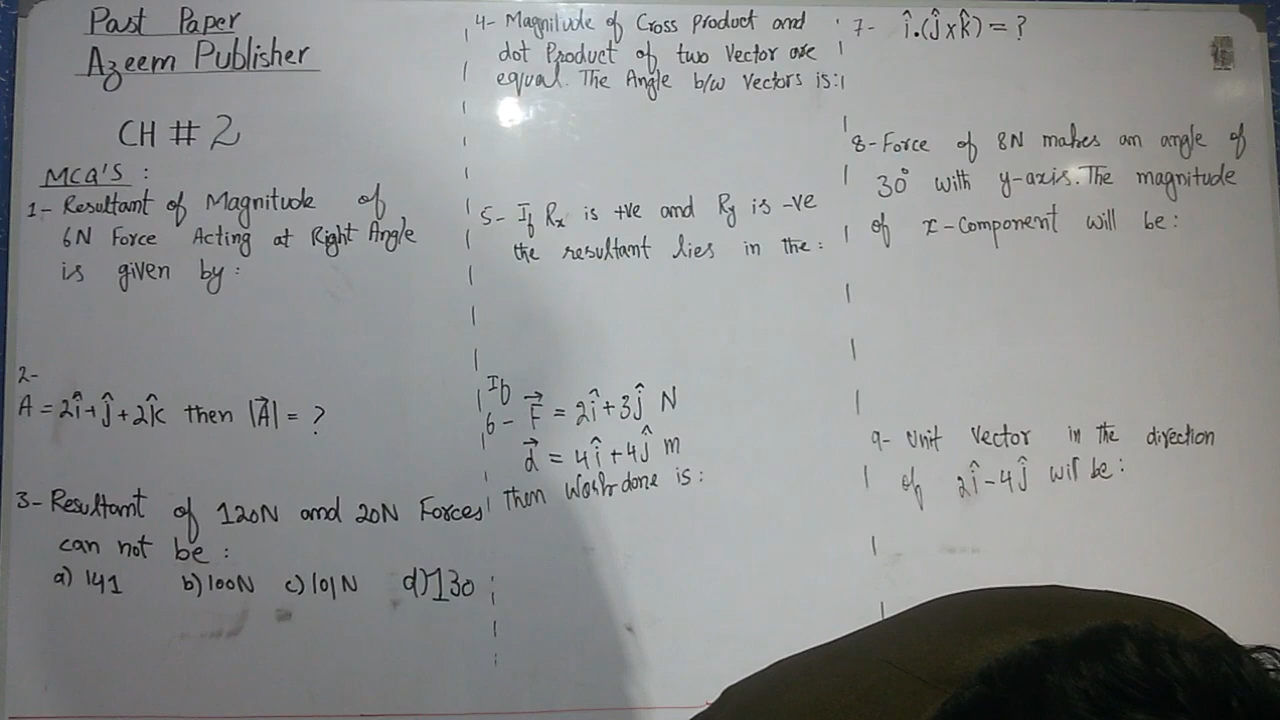 Past Paper
Azeem Publisher
CH # 2
MCQ'S :
1- Resultant of Magnitude of
6N Force Acting at Right Angle
is given by:
2-
A = 2î+ĵ+2k̂ then |A⃗| = ?
3- Resultant of 120N and 20N Forces
can not be :
a) 141 b) 100N c) 101N d) 130
4- Magnitude of Cross product and
dot Product of two Vector are
equal. The Angle b/w Vectors is:
5- If Rx is +ve and Ry is -ve
the resultant lies in the :
If
6- F⃗ = 2î+3ĵ N
d⃗ = 4î+4ĵ m
then Work done is :
7- î.(ĵxk̂) = ?
8- Force of 8N makes an angle of
30° with y-axis. The magnitude
of x-Component will be :
9- Unit Vector in the direction
of 2î-4ĵ will be :